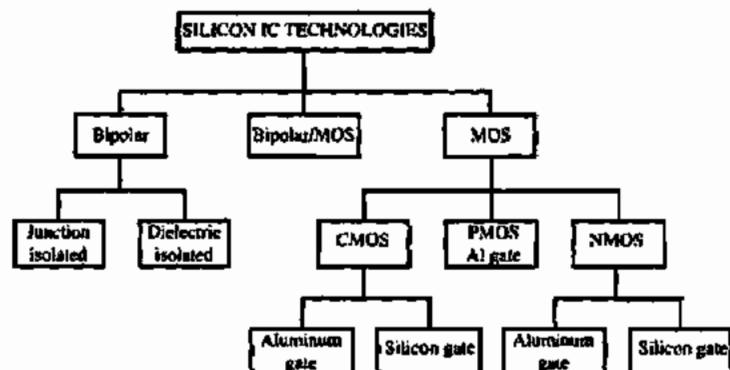 SILICON IC TECHNOLOGIES
Bipolar
Bipolar/MOS
MOS
Junction
isolated
Dielectric
isolated
CMOS
PMOS
Al gate
NMOS
Aluminum
gate
Silicon gate
Aluminum
gate
Silicon gate